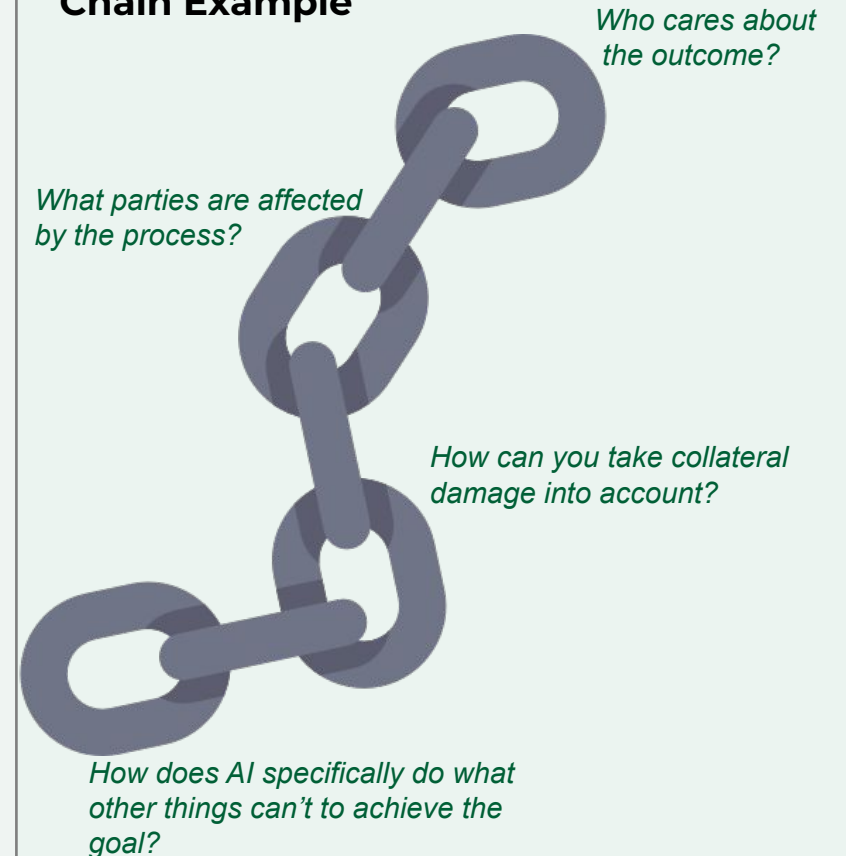 Chain Example
Who cares about
the outcome?
What parties are affected
by the process?
How can you take collateral
damage into account?
How does AI specifically do what
other things can't to achieve the
goal?